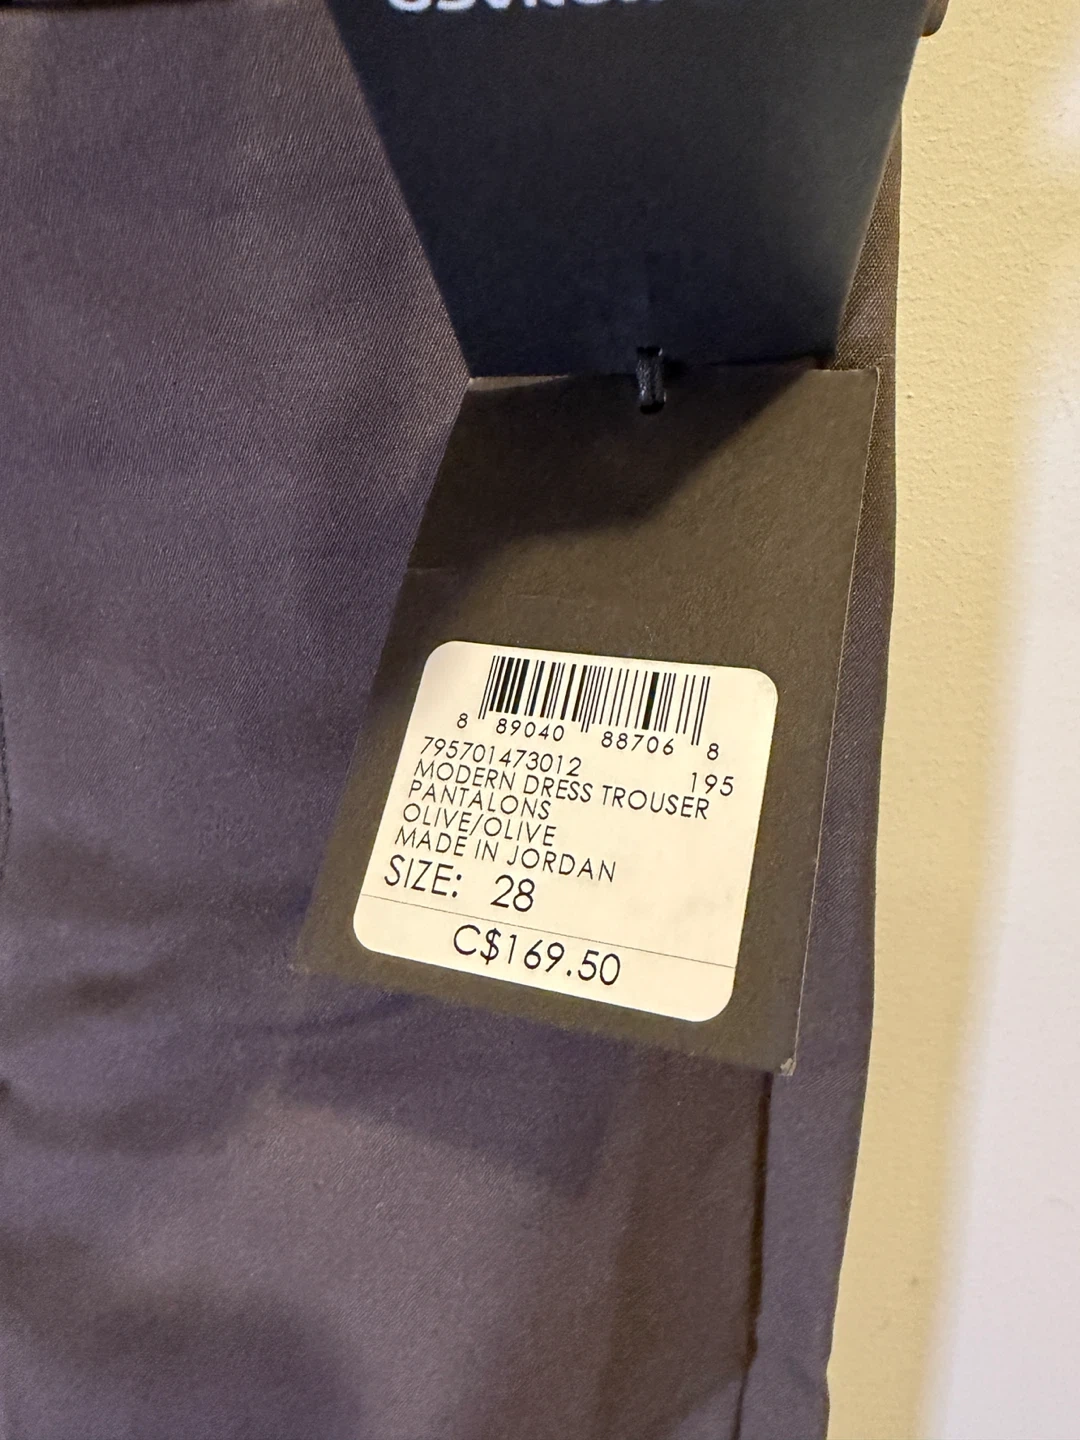 8 89040 88706 8
795701473012 195
MODERN DRESS TROUSER
PANTALONS
OLIVE/OLIVE
MADE IN JORDAN
SIZE: 28
C$169.50